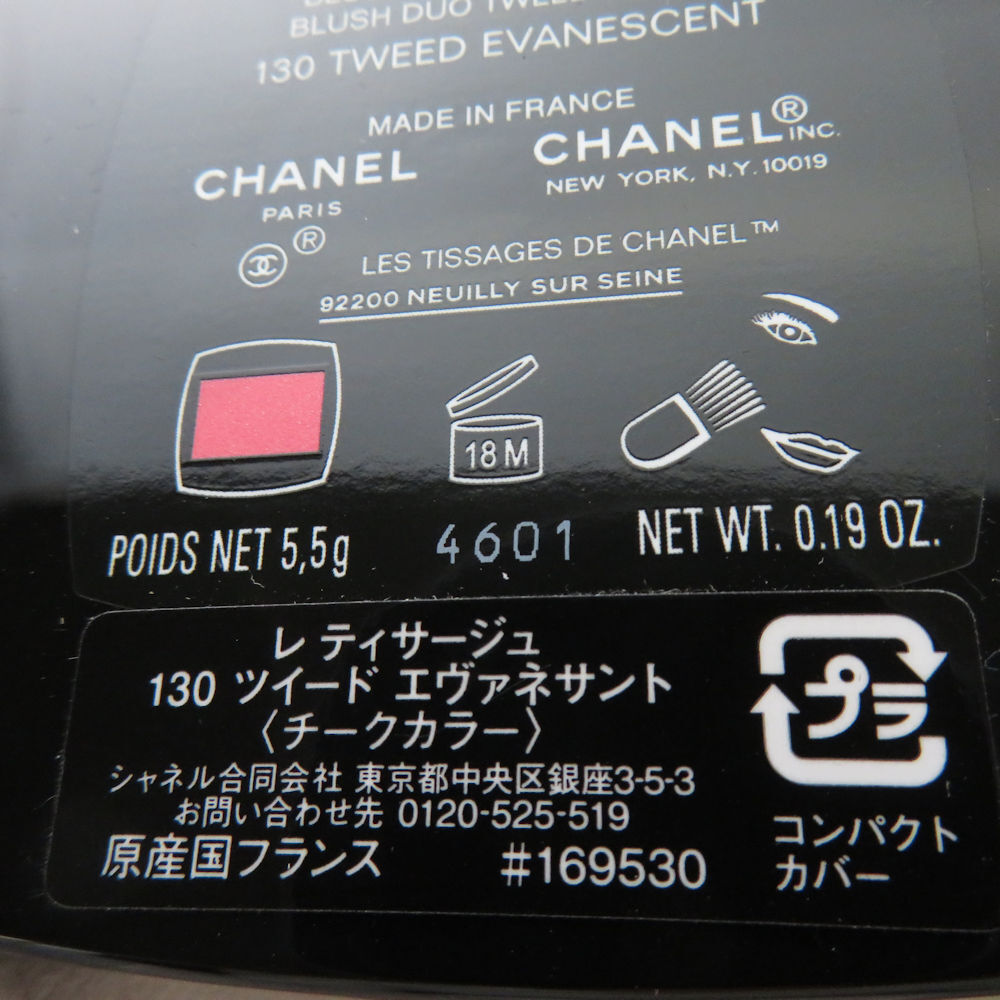 BLUSH DUO TWEED
130 TWEED EVANESCENT
MADE IN FRANCE
CHANEL
PARIS
CHANEL® INC.
NEW YORK, N.Y. 10019
®
LES TISSAGES DE CHANEL™
92200 NEUILLY SUR SEINE
18 M
POIDS NET 5,5g
4601
NET WT. 0.19 OZ.
レ ティサージュ
130 ツイード エヴァネサント
〈チークカラー〉
シャネル合同会社 東京都中央区銀座3-5-3
お問い合わせ先 0120-525-519
原産国フランス
#169530
プラ
コンパクト
カバー